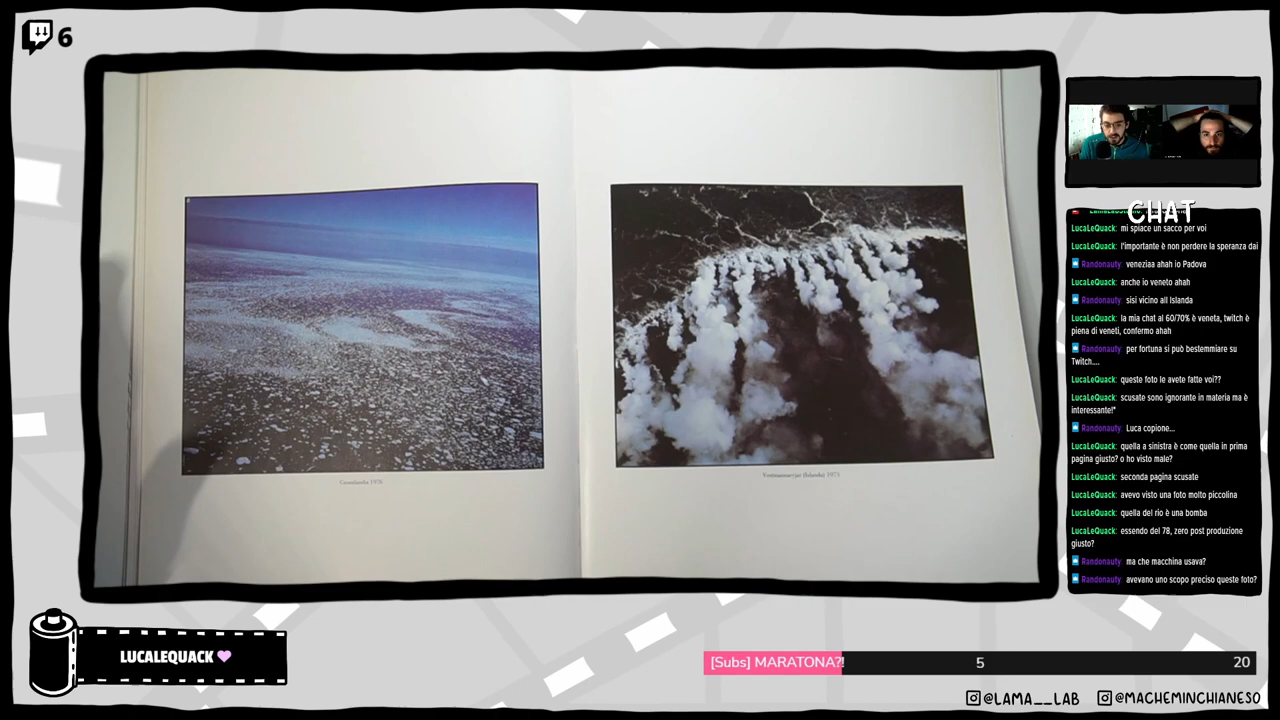 6
Groenlandia 1976
Vestmannaeyjar (Islanda) 1973
CHAT
LucaLeQuack: mi spiace un sacco per voi
LucaLeQuack: l'importante è non perdere la speranza dai
Randonauty: veneziaa ahah io Padova
LucaLeQuack: anche io veneto ahah
Randonauty: sisi vicino all Islanda
LucaLeQuack: la mia chat al 60/70% è veneta, twitch è
piena di veneti, confermo ahah
Randonauty: per fortuna si può bestemmiare su
Twitch....
LucaLeQuack: queste foto le avete fatte voi??
LucaLeQuack: scusate sono ignorante in materia ma è
interessante!*
Randonauty: Luca copione...
LucaLeQuack: quella a sinistra è come quella in prima
pagina giusto? o ho visto male?
LucaLeQuack: seconda pagina scusate
LucaLeQuack: avevo visto una foto molto piccolina
LucaLeQuack: quella del rio è una bomba
LucaLeQuack: essendo del 78, zero post produzione
giusto?
Randonauty: ma che macchina usava?
Randonauty: avevano uno scopo preciso queste foto?
LUCALEQUACK
[Subs] MARATONA?! 5 20
@LAMA__LAB @MACHEMINCHIANESO